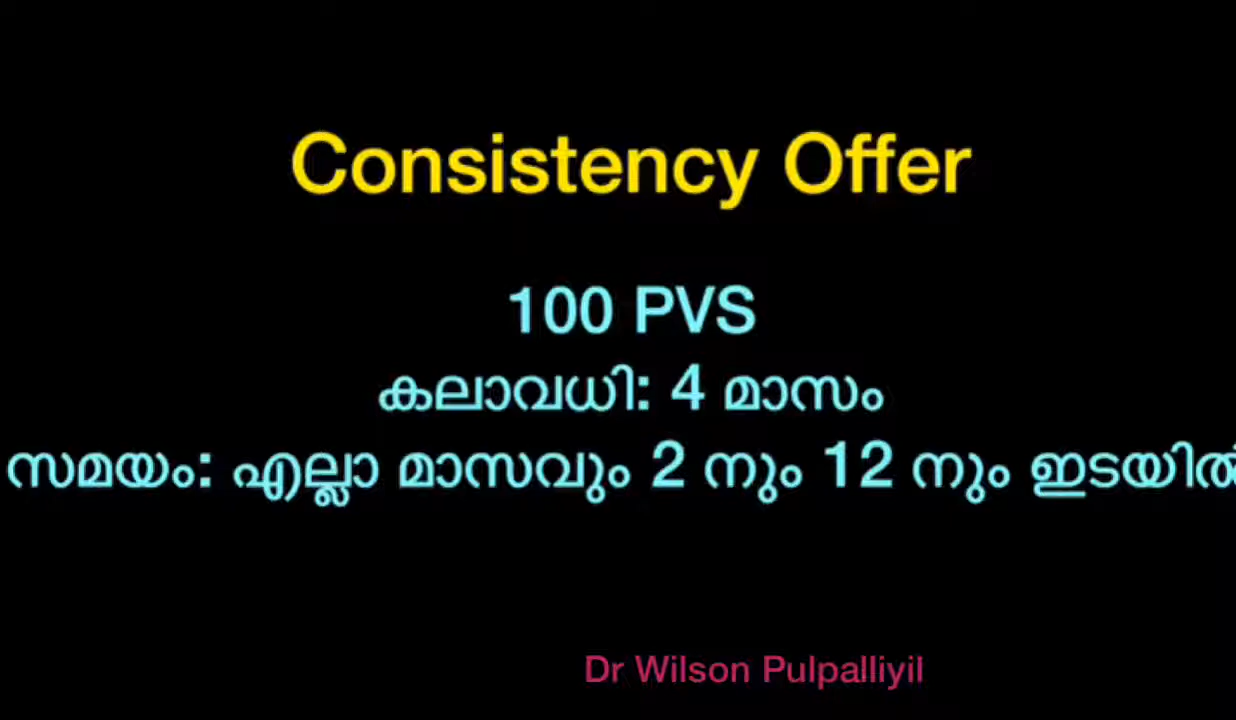 Consistency Offer
100 PVS
കലാവധി: 4 മാസം
സമയം: എല്ലാ മാസവും 2 നും 12 നും ഇടയിൽ
Dr Wilson Pulpalliyil